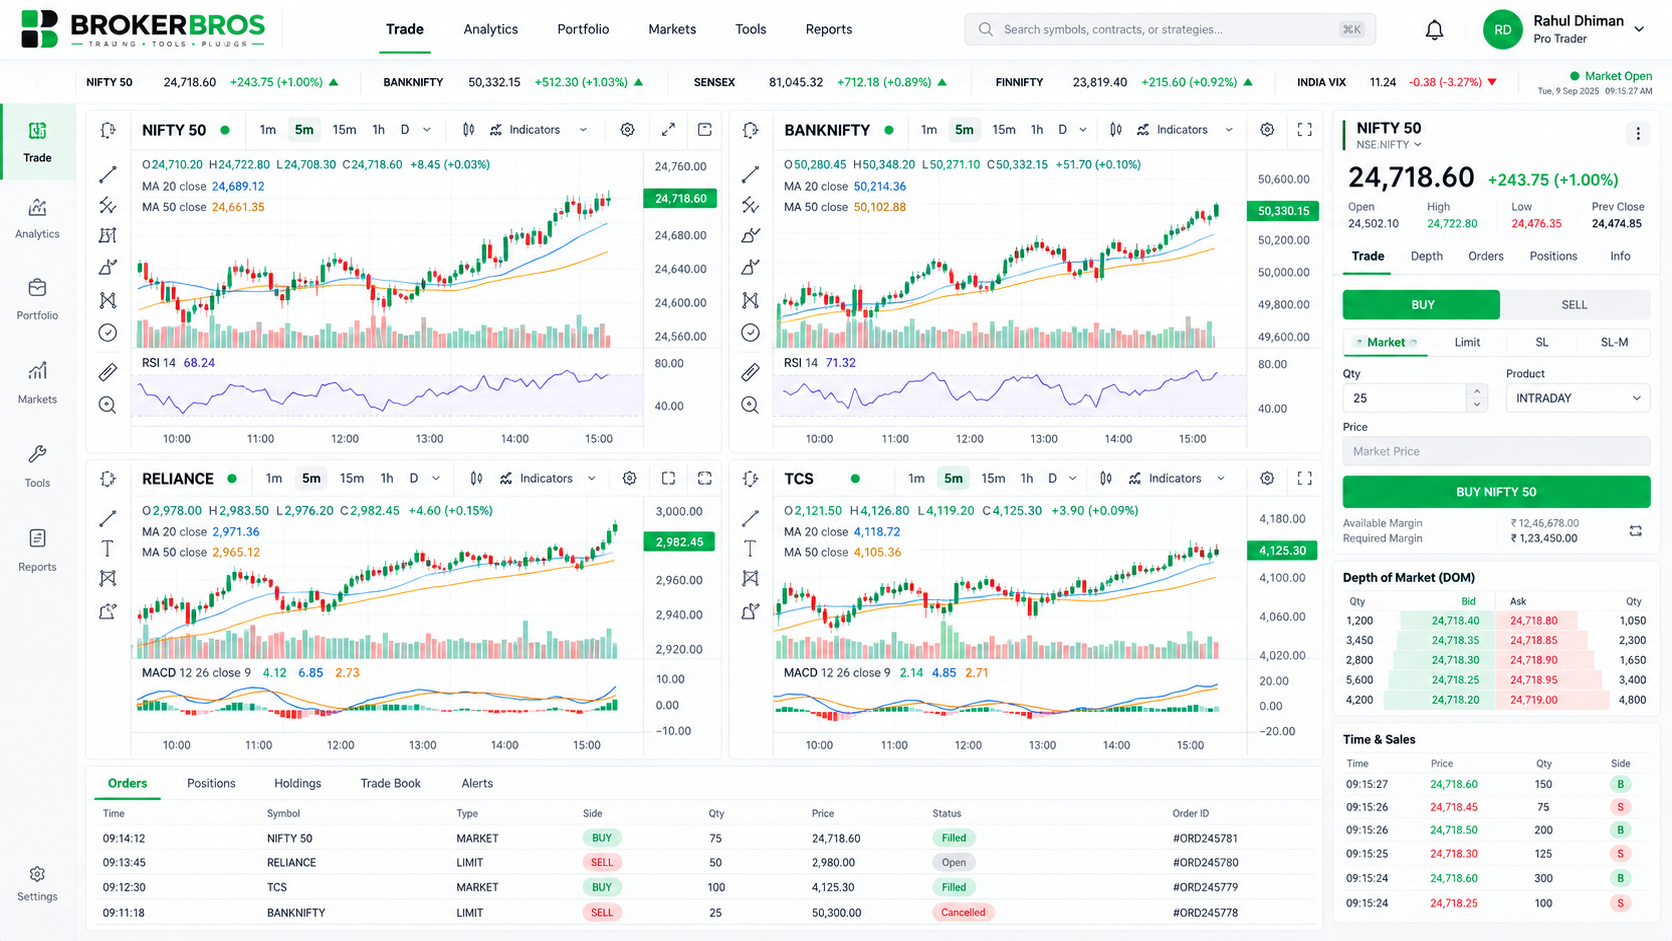 BROKERBROS
Trade
Analytics
Portfolio
Markets
Tools
Reports
Search symbols, contracts, or strategies...
⌘K
RD
Rahul Dhiman
Pro Trader
NIFTY 50 24,718.60 +243.75 (+1.00%) ▲
BANKNIFTY 50,332.15 +512.30 (+1.03%) ▲
SENSEX 81,045.32 +712.18 (+0.89%) ▲
FINNIFTY 23,819.40 +215.60 (+0.92%) ▲
INDIA VIX 11.24 -0.38 (-3.27%) ▼
Market Open
Tue, 9 Sep 2025 09:15:27 AM
Trade
Analytics
Portfolio
Markets
Tools
Reports
Settings
NIFTY 50 1m 5m 15m 1h D Indicators
O24,710.20 H24,722.80 L24,708.30 C24,718.60 +8.45 (+0.03%)
MA 20 close 24,689.12
MA 50 close 24,661.35
24,760.00
24,718.60
24,680.00
24,640.00
24,600.00
24,560.00
RSI 14 68.24
80.00
40.00
10:00 11:00 12:00 13:00 14:00 15:00
BANKNIFTY 1m 5m 15m 1h D Indicators
O50,280.45 H50,348.20 L50,271.10 C50,332.15 +51.70 (+0.10%)
MA 20 close 50,214.36
MA 50 close 50,102.88
50,600.00
50,330.15
50,200.00
50,000.00
49,800.00
49,600.00
RSI 14 71.32
80.00
40.00
10:00 11:00 12:00 13:00 14:00 15:00
RELIANCE 1m 5m 15m 1h D Indicators
O2,978.00 H2,983.50 L2,976.20 C2,982.45 +4.60 (+0.15%)
MA 20 close 2,971.36
MA 50 close 2,965.12
3,000.00
2,982.45
2,960.00
2,940.00
2,920.00
MACD 12 26 close 9 4.12 6.85 2.73
10.00
0.00
−10.00
10:00 11:00 12:00 13:00 14:00 15:00
TCS 1m 5m 15m 1h D Indicators
O2,121.50 H4,126.80 L4,119.20 C4,125.30 +3.90 (+0.09%)
MA 20 close 4,118.72
MA 50 close 4,105.36
4,180.00
4,125.30
4,100.00
4,060.00
4,020.00
MACD 12 26 close 9 2.14 4.85 2.71
20.00
0.00
−20.00
10:00 11:00 12:00 13:00 14:00 15:00
Orders Positions Holdings Trade Book Alerts
Time Symbol Type Side Qty Price Status Order ID
09:14:12 NIFTY 50 MARKET BUY 75 24,718.60 Filled #ORD245781
09:13:45 RELIANCE LIMIT SELL 50 2,980.00 Open #ORD245780
09:12:30 TCS MARKET BUY 100 4,125.30 Filled #ORD245779
09:11:18 BANKNIFTY LIMIT SELL 25 50,300.00 Cancelled #ORD245778
NIFTY 50
NSE:NIFTY
24,718.60 +243.75 (+1.00%)
Open High Low Prev Close
24,502.10 24,722.80 24,476.35 24,474.85
Trade Depth Orders Positions Info
BUY SELL
Market Limit SL SL-M
Qty Product
25 INTRADAY
Price
Market Price
BUY NIFTY 50
Available Margin ₹ 12,46,678.00
Required Margin ₹ 1,23,450.00
Depth of Market (DOM)
Qty Bid Ask Qty
1,200 24,718.40 24,718.80 1,050
3,450 24,718.35 24,718.85 2,300
2,800 24,718.30 24,718.90 1,650
5,600 24,718.25 24,718.95 3,400
4,200 24,718.20 24,719.00 4,800
Time & Sales
Time Price Qty Side
09:15:27 24,718.60 150 B
09:15:26 24,718.45 75 S
09:15:26 24,718.50 200 B
09:15:25 24,718.30 125 S
09:15:24 24,718.60 300 B
09:15:24 24,718.25 100 S